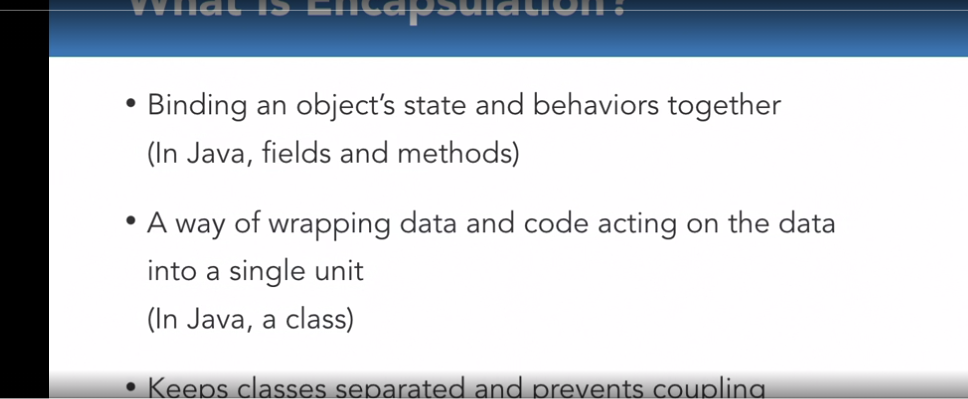 What is Encapsulation?
• Binding an object's state and behaviors together
(In Java, fields and methods)
• A way of wrapping data and code acting on the data
into a single unit
(In Java, a class)
• Keeps classes separated and prevents coupling